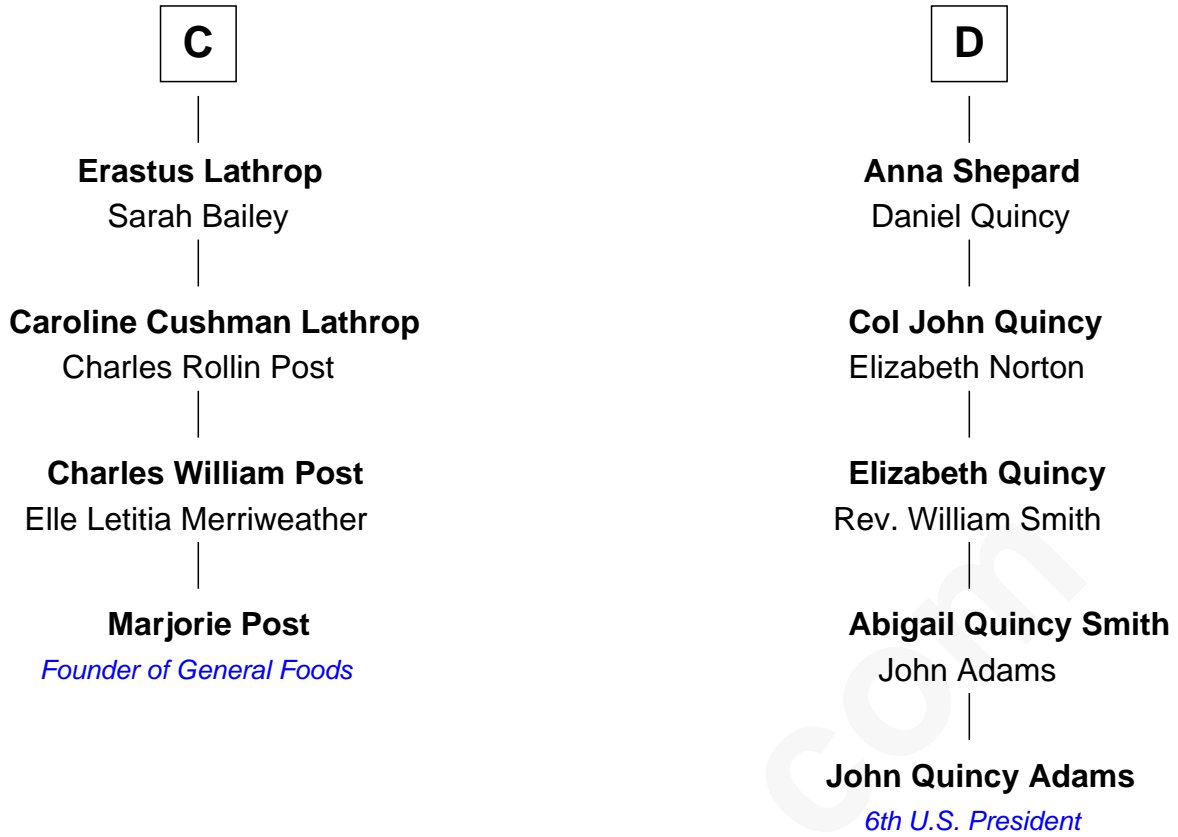 C
Erastus Lathrop
Sarah Bailey
Caroline Cushman Lathrop
Charles Rollin Post
Charles William Post
Elle Letitia Merriweather
Marjorie Post
Founder of General Foods
D
Anna Shepard
Daniel Quincy
Col John Quincy
Elizabeth Norton
Elizabeth Quincy
Rev. William Smith
Abigail Quincy Smith
John Adams
John Quincy Adams
6th U.S. President
com